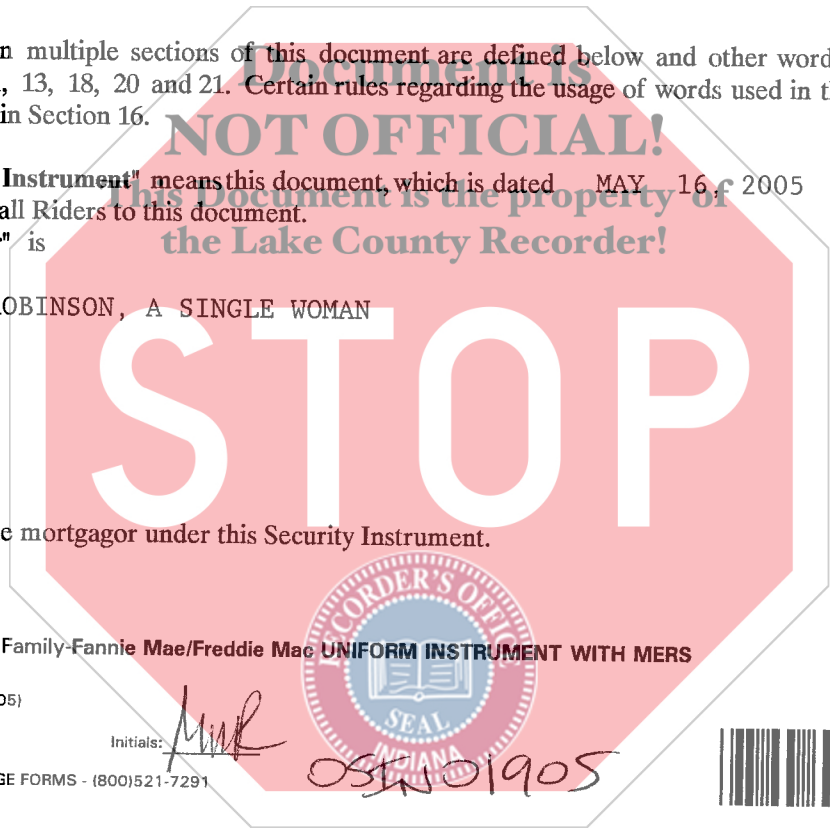 n multiple sections of this document are defined below and other word
, 13, 18, 20 and 21. Certain rules regarding the usage of words used in th
in Section 16.
Document is
NOT OFFICIAL!
This Document is the property of
the Lake County Recorder!
Instrument" means this document, which is dated MAY 16, 2005
all Riders to this document.
" is
OBINSON, A SINGLE WOMAN
STOP
e mortgagor under this Security Instrument.
RECORDER'S OFFICE
SEAL
INDIANA
Family-Fannie Mae/Freddie Mac UNIFORM INSTRUMENT WITH MERS
05)
Initials: MWR
GE FORMS - (800)521-7291
05IN01905